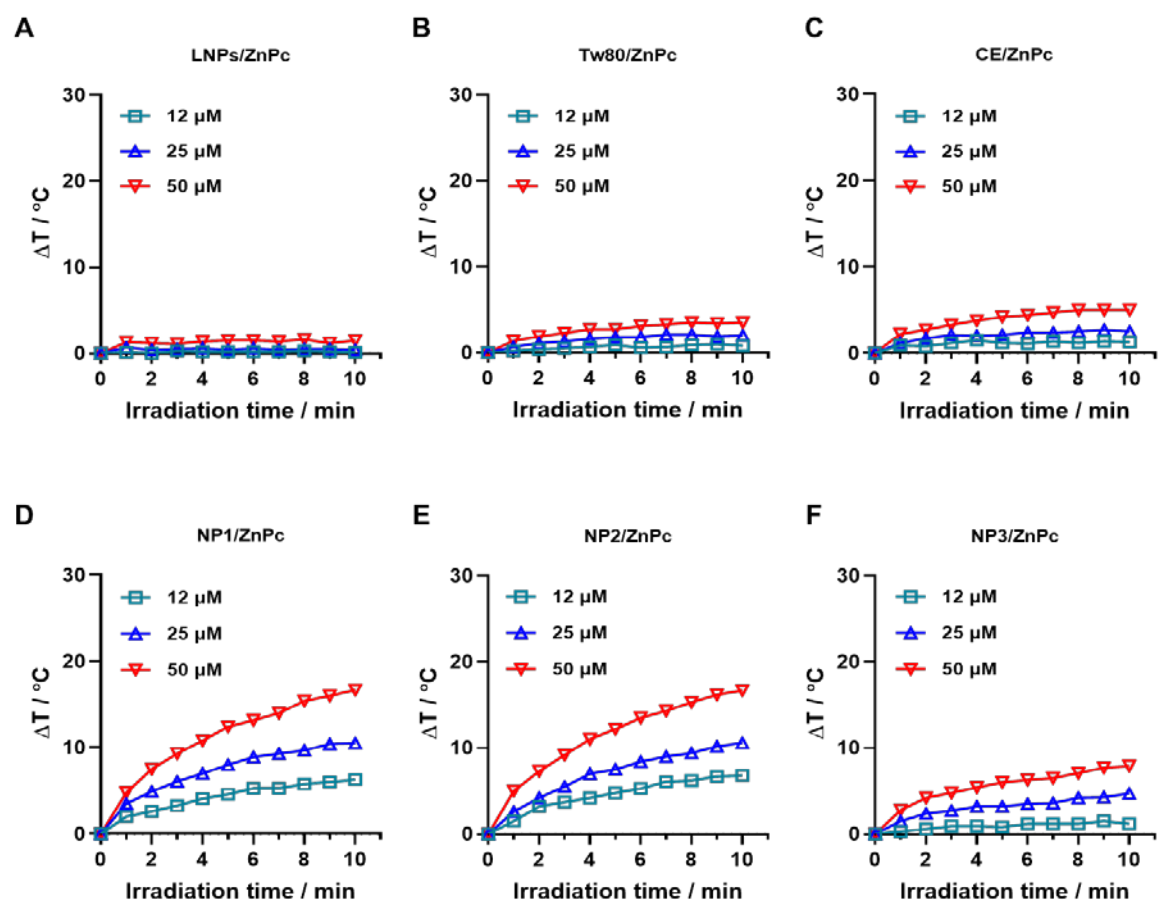 A
LNPs/ZnPc
30
20
10
0
12 µM
25 µM
50 µM
ΔT / °C
0 2 4 6 8 10
Irradiation time / min
B
Tw80/ZnPc
30
20
10
0
12 µM
25 µM
50 µM
ΔT / °C
0 2 4 6 8 10
Irradiation time / min
C
CE/ZnPc
30
20
10
0
12 µM
25 µM
50 µM
ΔT / °C
0 2 4 6 8 10
Irradiation time / min
D
NP1/ZnPc
30
20
10
0
12 µM
25 µM
50 µM
ΔT / °C
0 2 4 6 8 10
Irradiation time / min
E
NP2/ZnPc
30
20
10
0
12 µM
25 µM
50 µM
ΔT / °C
0 2 4 6 8 10
Irradiation time / min
F
NP3/ZnPc
30
20
10
0
12 µM
25 µM
50 µM
ΔT / °C
0 2 4 6 8 10
Irradiation time / min